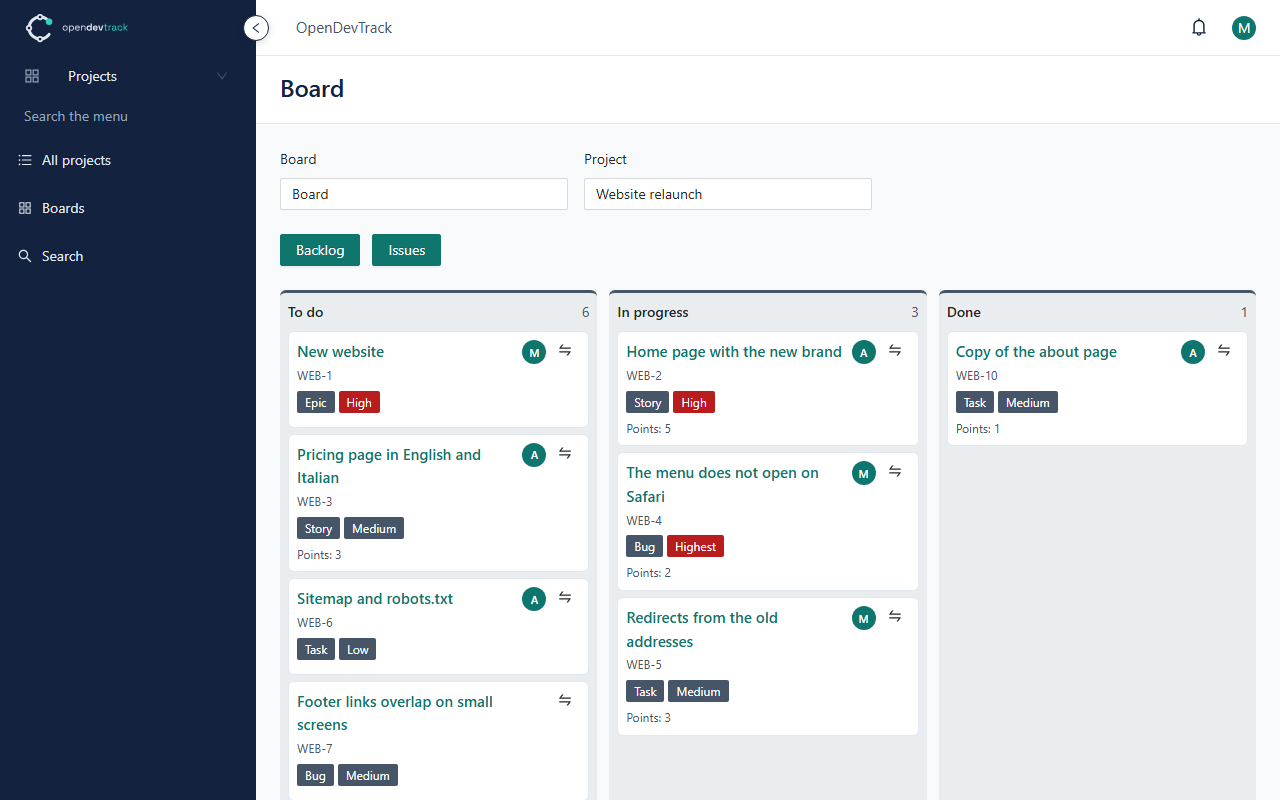 opendevtrack
OpenDevTrack
M
Projects
Search the menu
All projects
Boards
Search
Board
Board
Project
Board
Website relaunch
Backlog
Issues
To do
6
New website
M
WEB-1
Epic
High
Pricing page in English and
Italian
A
WEB-3
Story
Medium
Points: 3
Sitemap and robots.txt
A
WEB-6
Task
Low
Footer links overlap on small
screens
WEB-7
Bug
Medium
In progress
3
Home page with the new brand
A
WEB-2
Story
High
Points: 5
The menu does not open on
Safari
M
WEB-4
Bug
Highest
Points: 2
Redirects from the old
addresses
M
WEB-5
Task
Medium
Points: 3
Done
1
Copy of the about page
A
WEB-10
Task
Medium
Points: 1